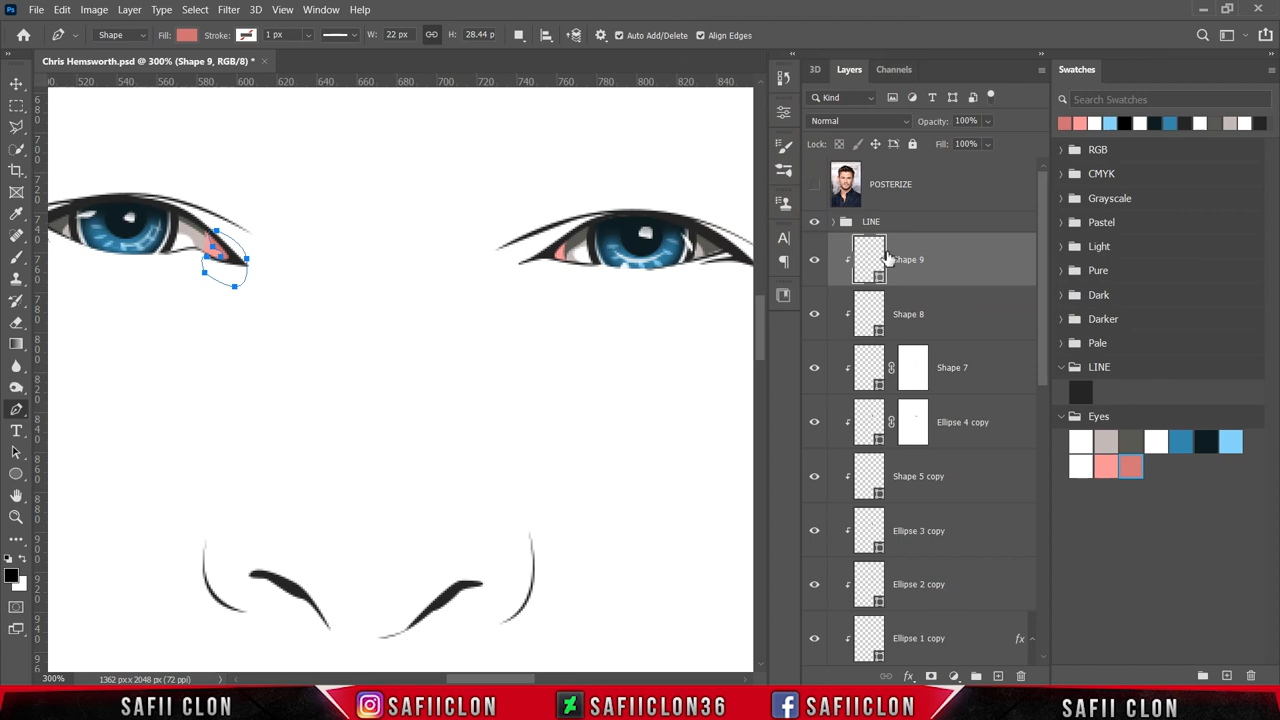 Ps File Edit Image Layer Type Select Filter 3D View Window Help
Shape Fill: Stroke: 1 px W: 22 px H: 28.44 p Auto Add/Delete Align Edges
Chris Hemsworth.psd @ 300% (Shape 9, RGB/8) *
520 540 560 580 600 620 640 660 680 700 720 740 760 780 800 820 840
3D Layers Channels
Kind
Normal Opacity: 100%
Lock: Fill: 100%
POSTERIZE
LINE
Shape 9
Shape 8
Shape 7
Ellipse 4 copy
Shape 5 copy
Ellipse 3 copy
Ellipse 2 copy
Ellipse 1 copy fx
Swatches
Search Swatches
RGB
CMYK
Grayscale
Pastel
Light
Pure
Dark
Darker
Pale
LINE
Eyes
300% 1362 px x 2048 px (72 ppi)
fx
SAFII CLON SAFIICLON SAFIICLON36 SAFIICLON SAFII CLON